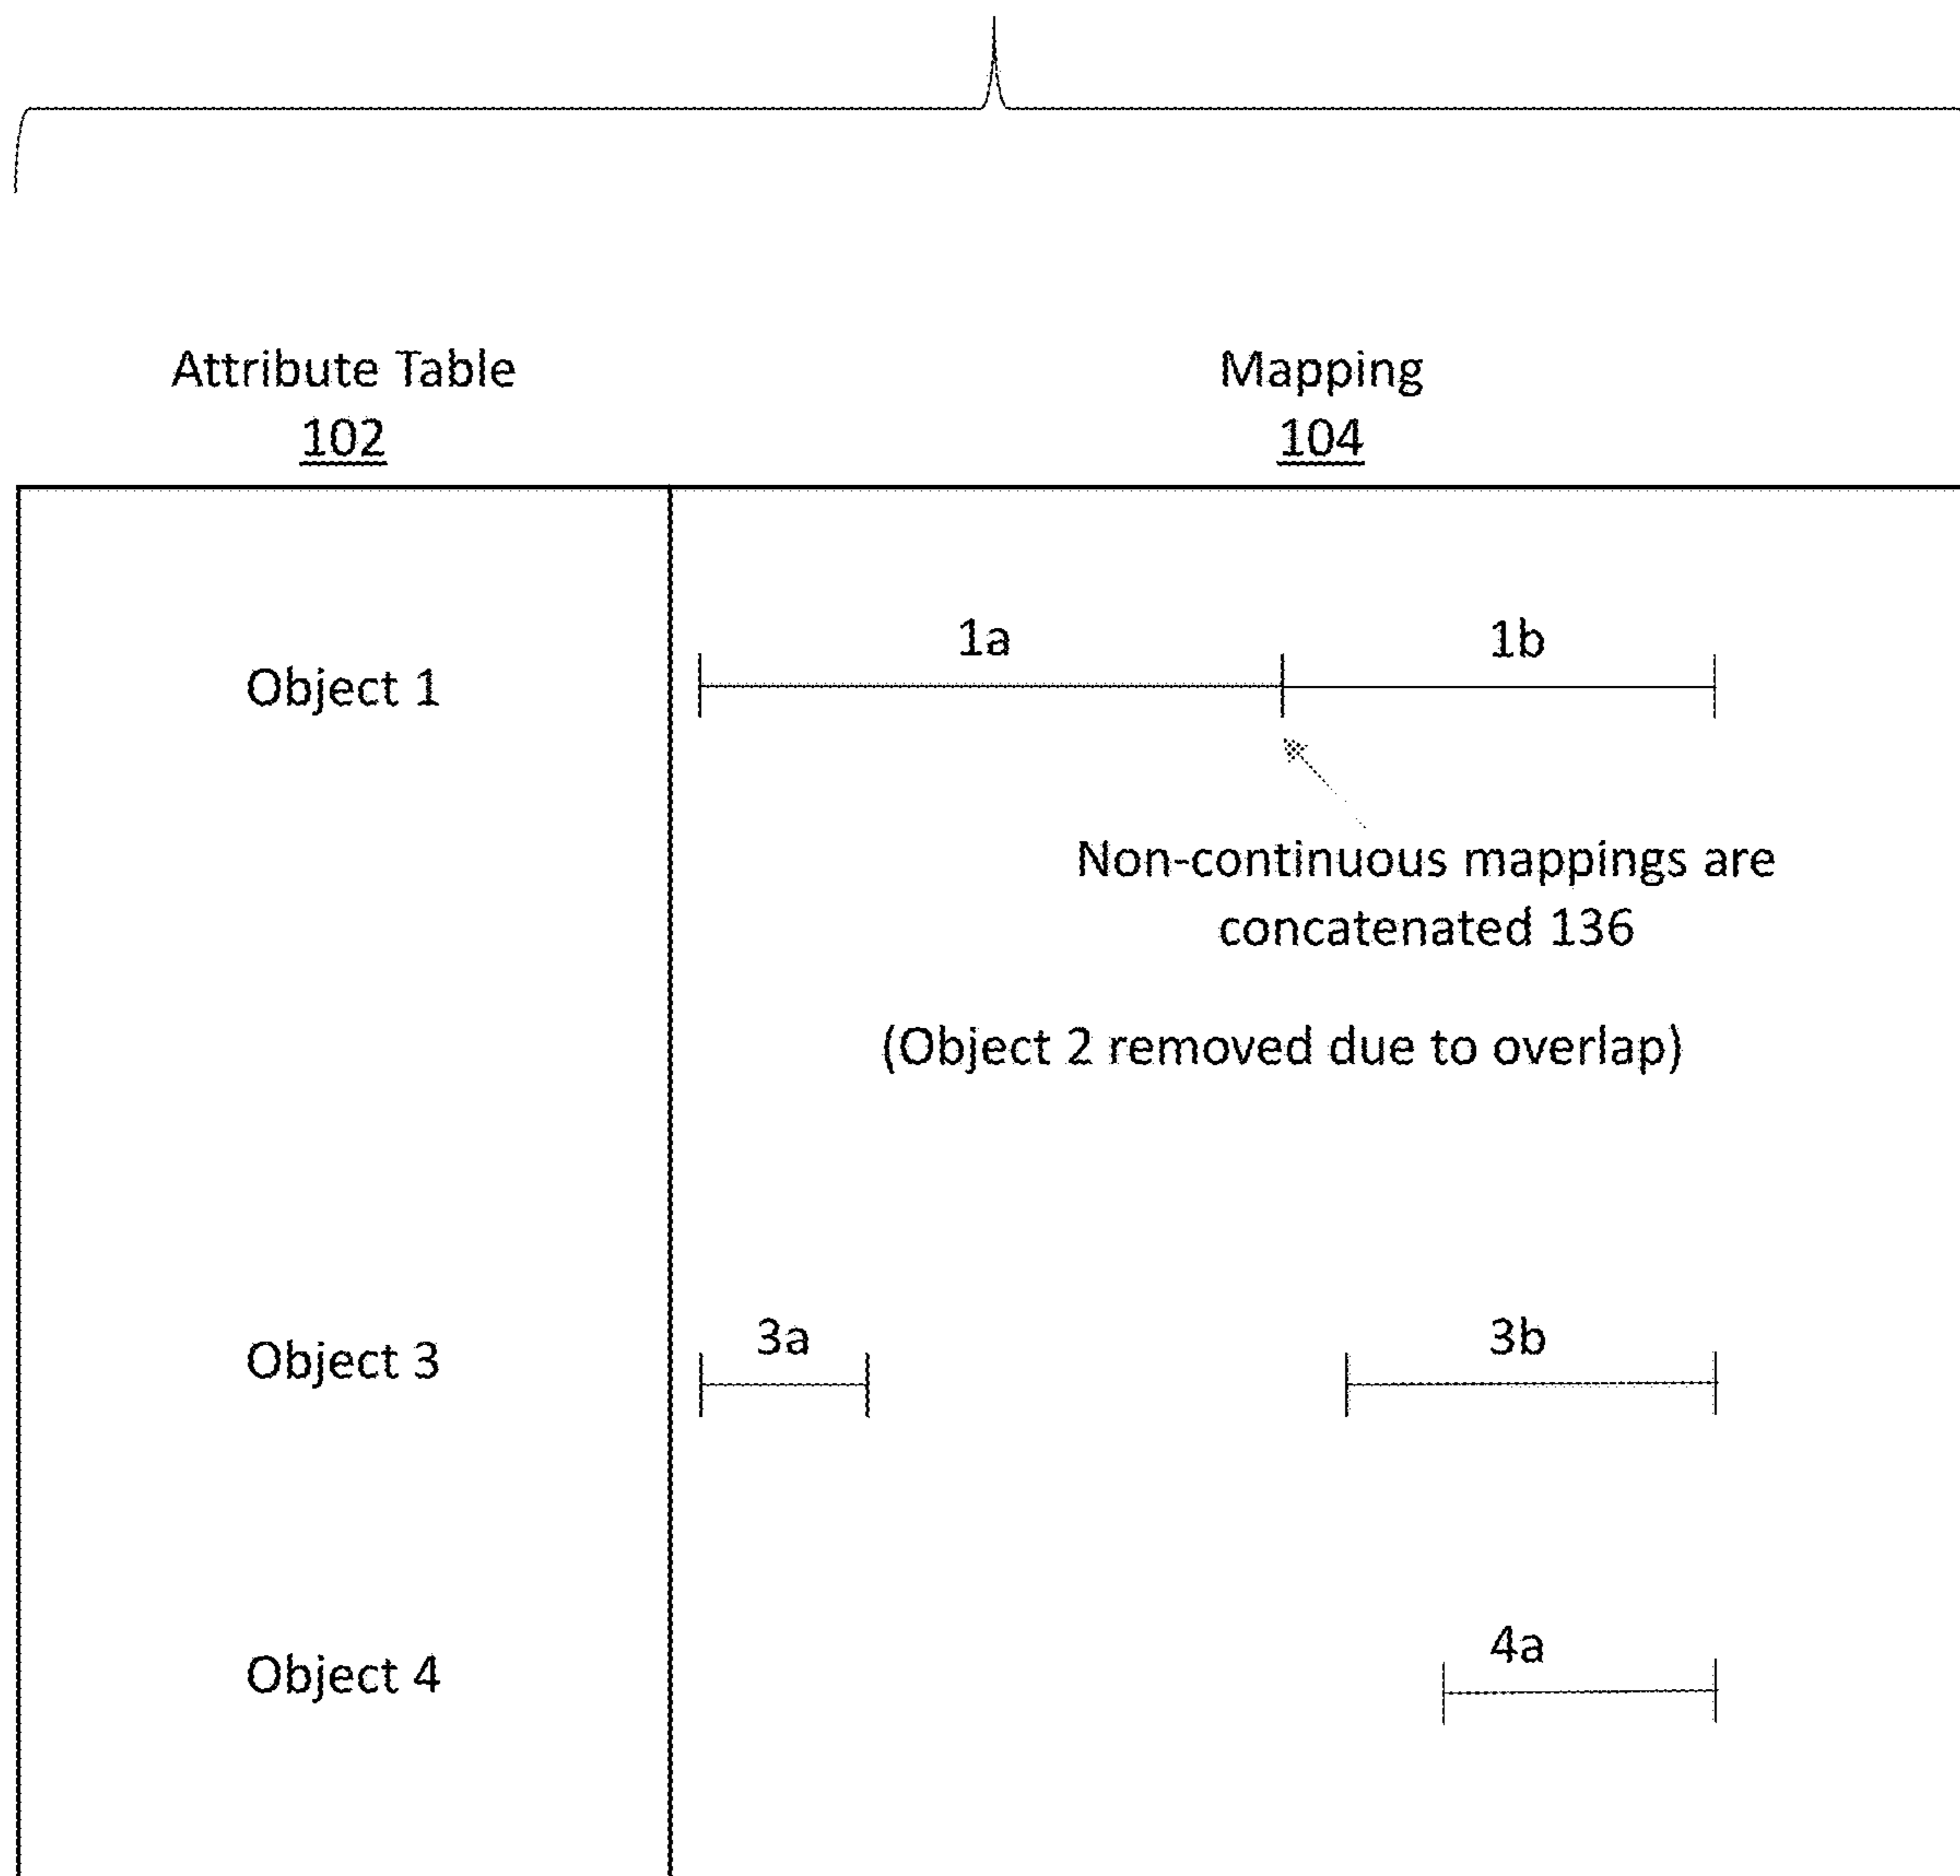 Attribute Table
102
Mapping
104
Object 1
1a
1b
Non-continuous mappings are
concatenated 136
(Object 2 removed due to overlap)
Object 3
3a
3b
Object 4
4a